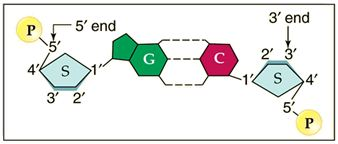 P
5' 5' end
4' S 1'
3' 2'
G
C
3' end
2' 3'
1' S 4'
5'
P